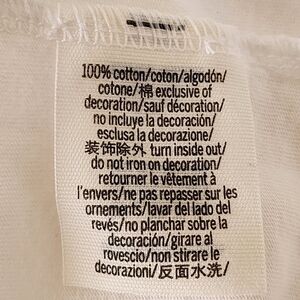 100% cotton/coton/algodón/
cotone/棉 exclusive of
decoration/sauf décoration/
no incluye la decoración/
esclusa la decorazione/
装饰除外 turn inside out/
do not iron on decoration/
retourner le vêtement à
l'envers/ne pas repasser sur les
ornements/lavar del lado del
revés/no planchar sobre la
decoración/girare al
rovescio/non stirare le
decorazioni/反面水洗/